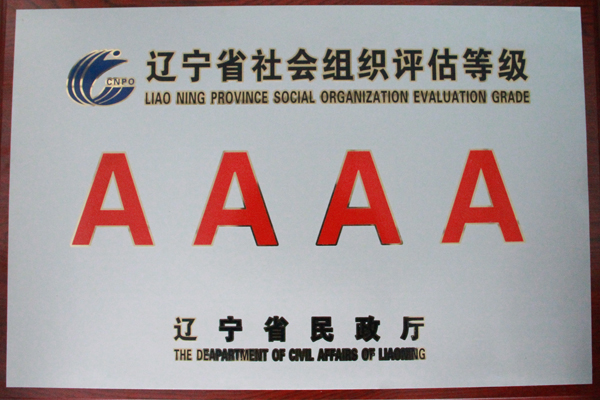 CNPO
辽宁省社会组织评估等级
LIAO NING PROVINCE SOCIAL ORGANIZATION EVALUATION GRADE
AAAA
辽宁省民政厅
THE DEAPARTMENT OF CIVIL AFFAIRS OF LIAONING